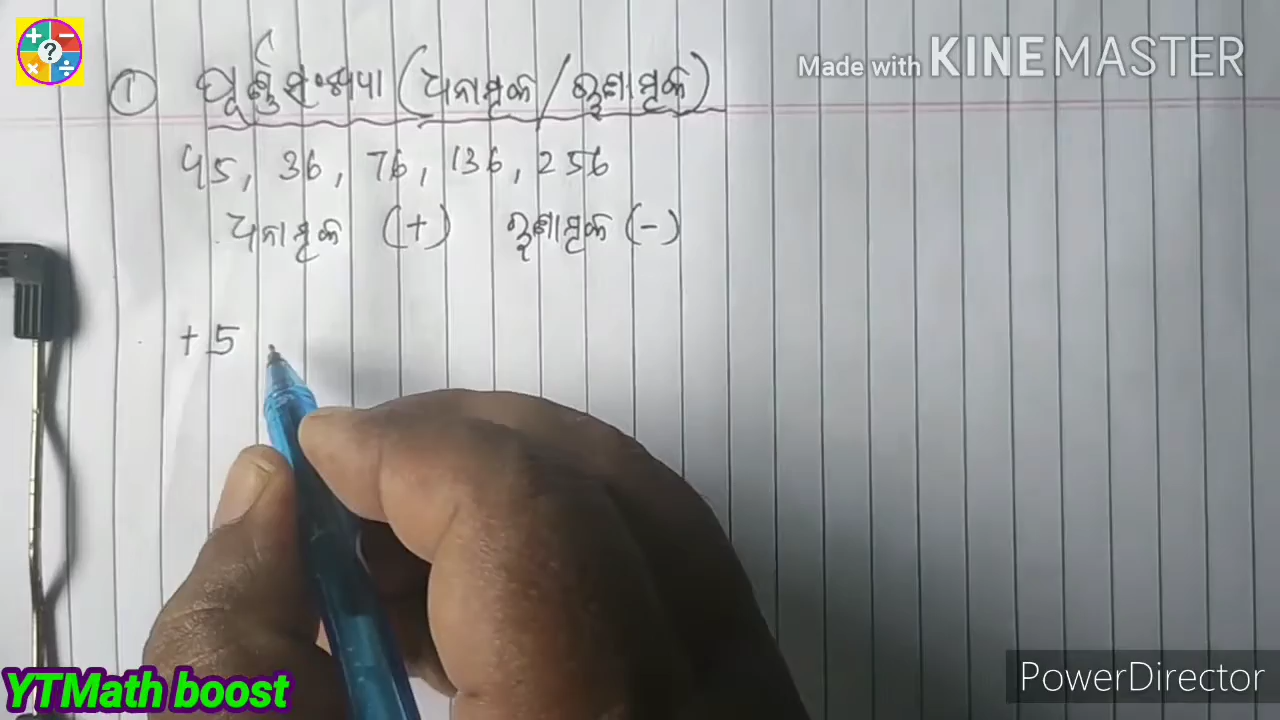 Made with KINEMASTER
① ପୂର୍ଣ୍ଣସଂଖ୍ୟା (ଧନାତ୍ମକ/ଋଣାତ୍ମକ)
45, 36, 76, 136, 256
ଧନାତ୍ମକ (+) ଋଣାତ୍ମକ (-)
+5
YTMath boost
PowerDirector